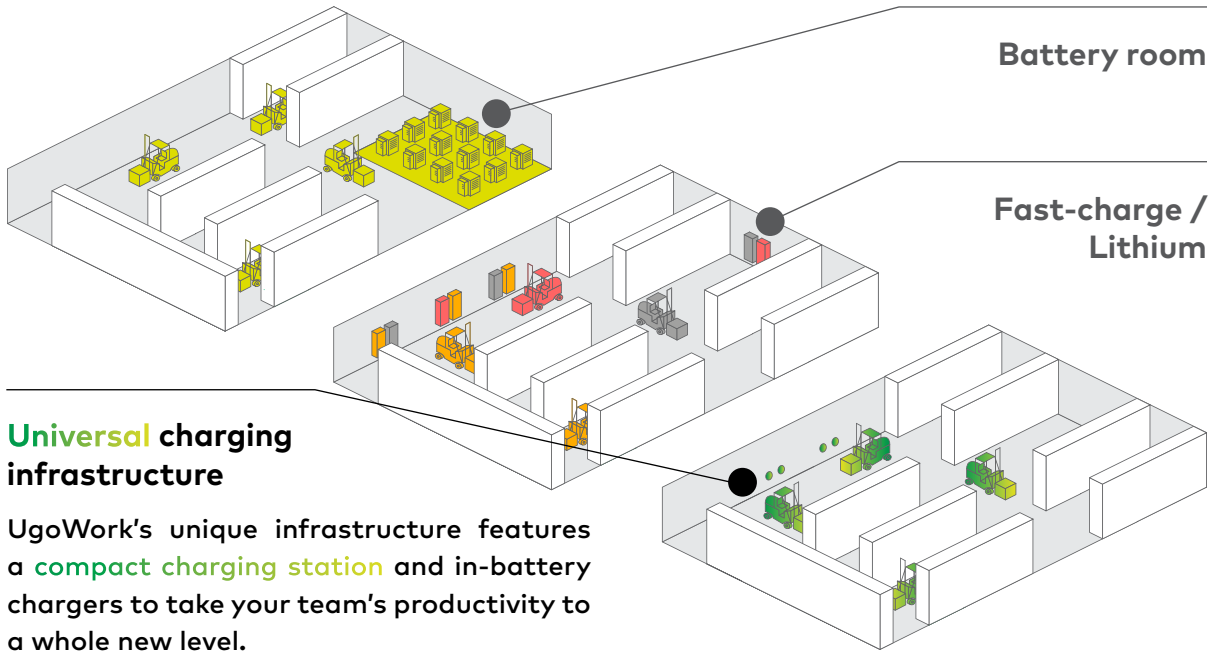 Battery room
Fast-charge /
Lithium
Universal charging
infrastructure
UgoWork's unique infrastructure features
a compact charging station and in-battery
chargers to take your team's productivity to
a whole new level.